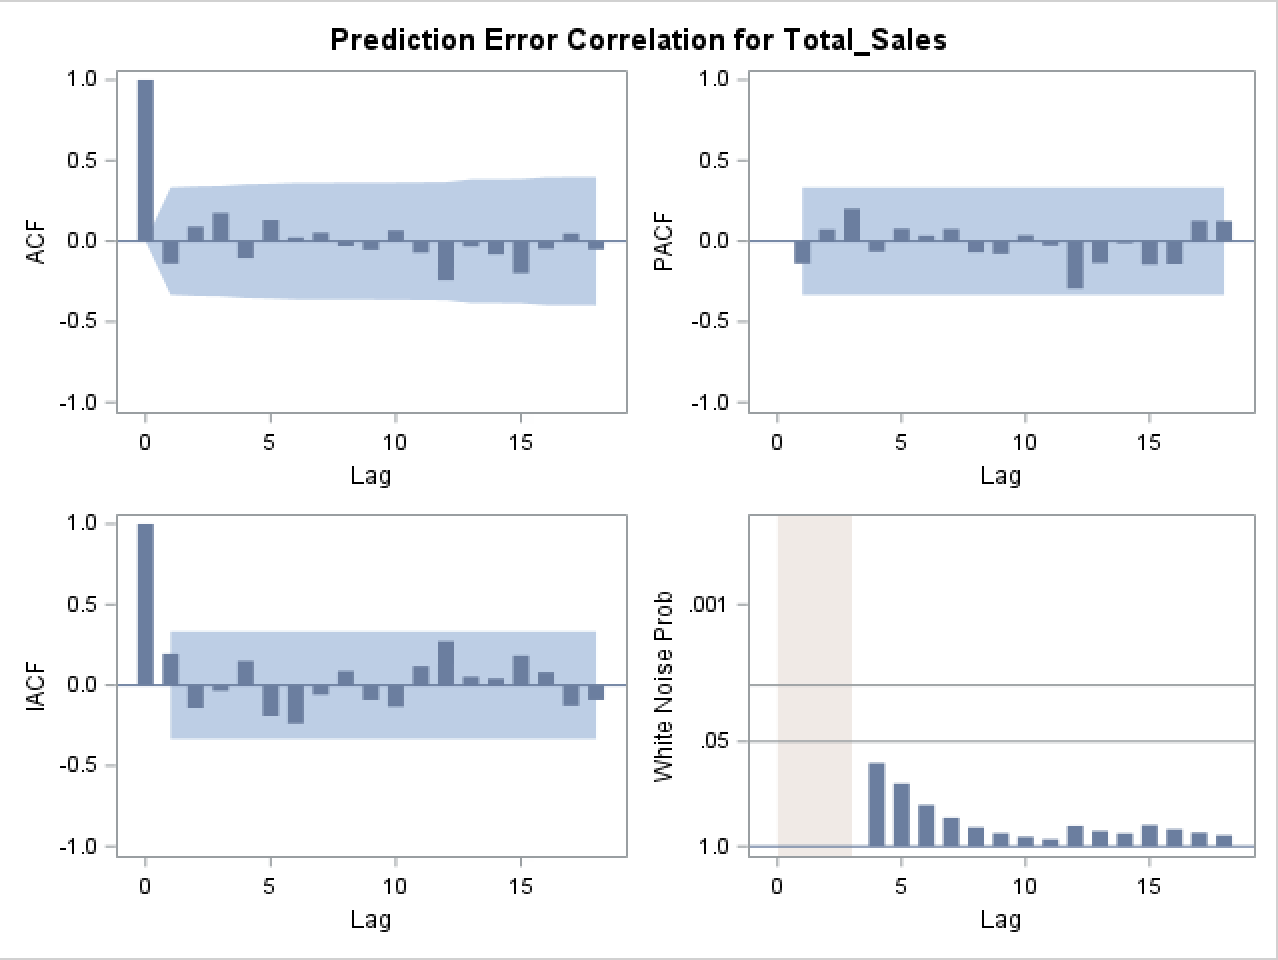 Prediction Error Correlation for Total_Sales
ACF
1.0
0.5
0.0
-0.5
-1.0
0 5 10 15
Lag
PACF
1.0
0.5
0.0
-0.5
-1.0
0 5 10 15
Lag
IACF
1.0
0.5
0.0
-0.5
-1.0
0 5 10 15
Lag
White Noise Prob
.001
.05
1.0
0 5 10 15
Lag